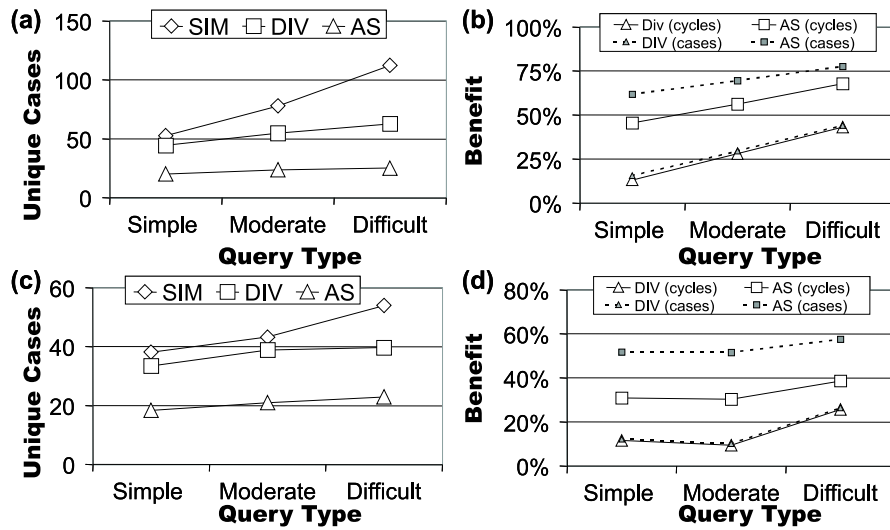 (a)
SIM DIV AS
Unique Cases
150
100
50
0
Simple Moderate Difficult
Query Type
(b)
Div (cycles) AS (cycles)
DIV (cases) AS (cases)
Benefit
100%
75%
50%
25%
0%
Simple Moderate Difficult
Query Type
(c)
SIM DIV AS
Unique Cases
60
40
20
0
Simple Moderate Difficult
Query Type
(d)
DIV (cycles) AS (cycles)
DIV (cases) AS (cases)
Benefit
80%
60%
40%
20%
0%
Simple Moderate Difficult
Query Type